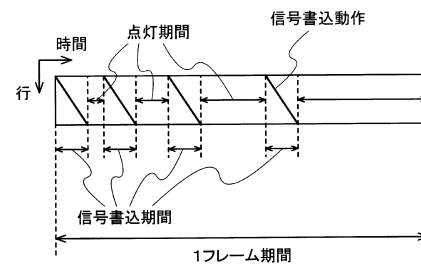 信号書込動作
点灯期間
時間
行
信号書込期間
1フレーム期間